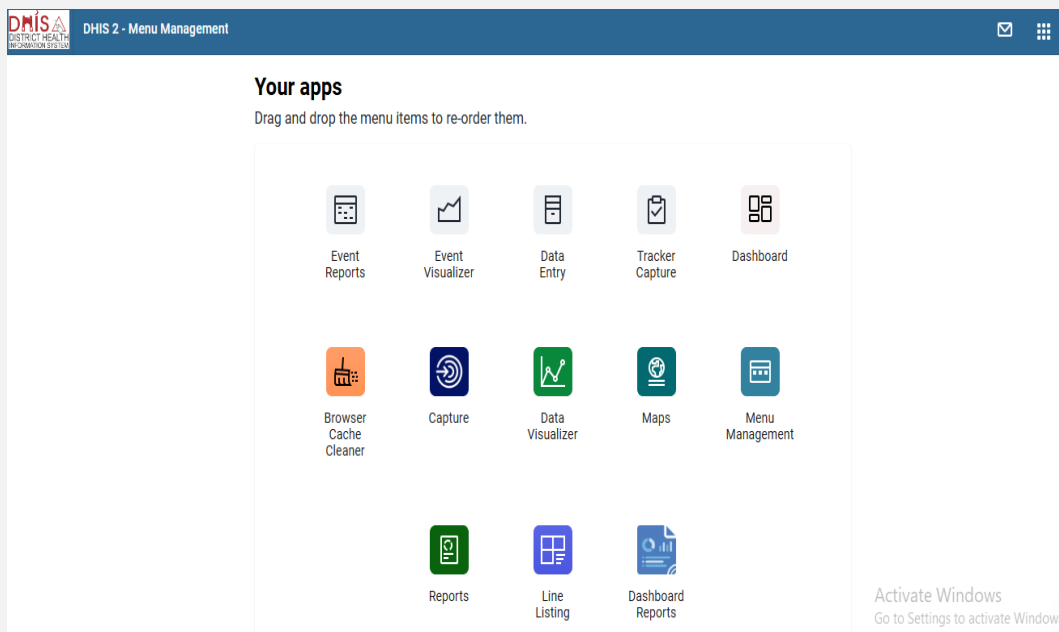 DHIS
DISTRICT HEALTH
INFORMATION SYSTEM
DHIS 2 - Menu Management
Your apps
Drag and drop the menu items to re-order them.
Event
Reports
Event
Visualizer
Data
Entry
Tracker
Capture
Dashboard
Browser
Cache
Cleaner
Capture
Data
Visualizer
Maps
Menu
Management
Reports
Line
Listing
Dashboard
Reports
Activate Windows
Go to Settings to activate Window